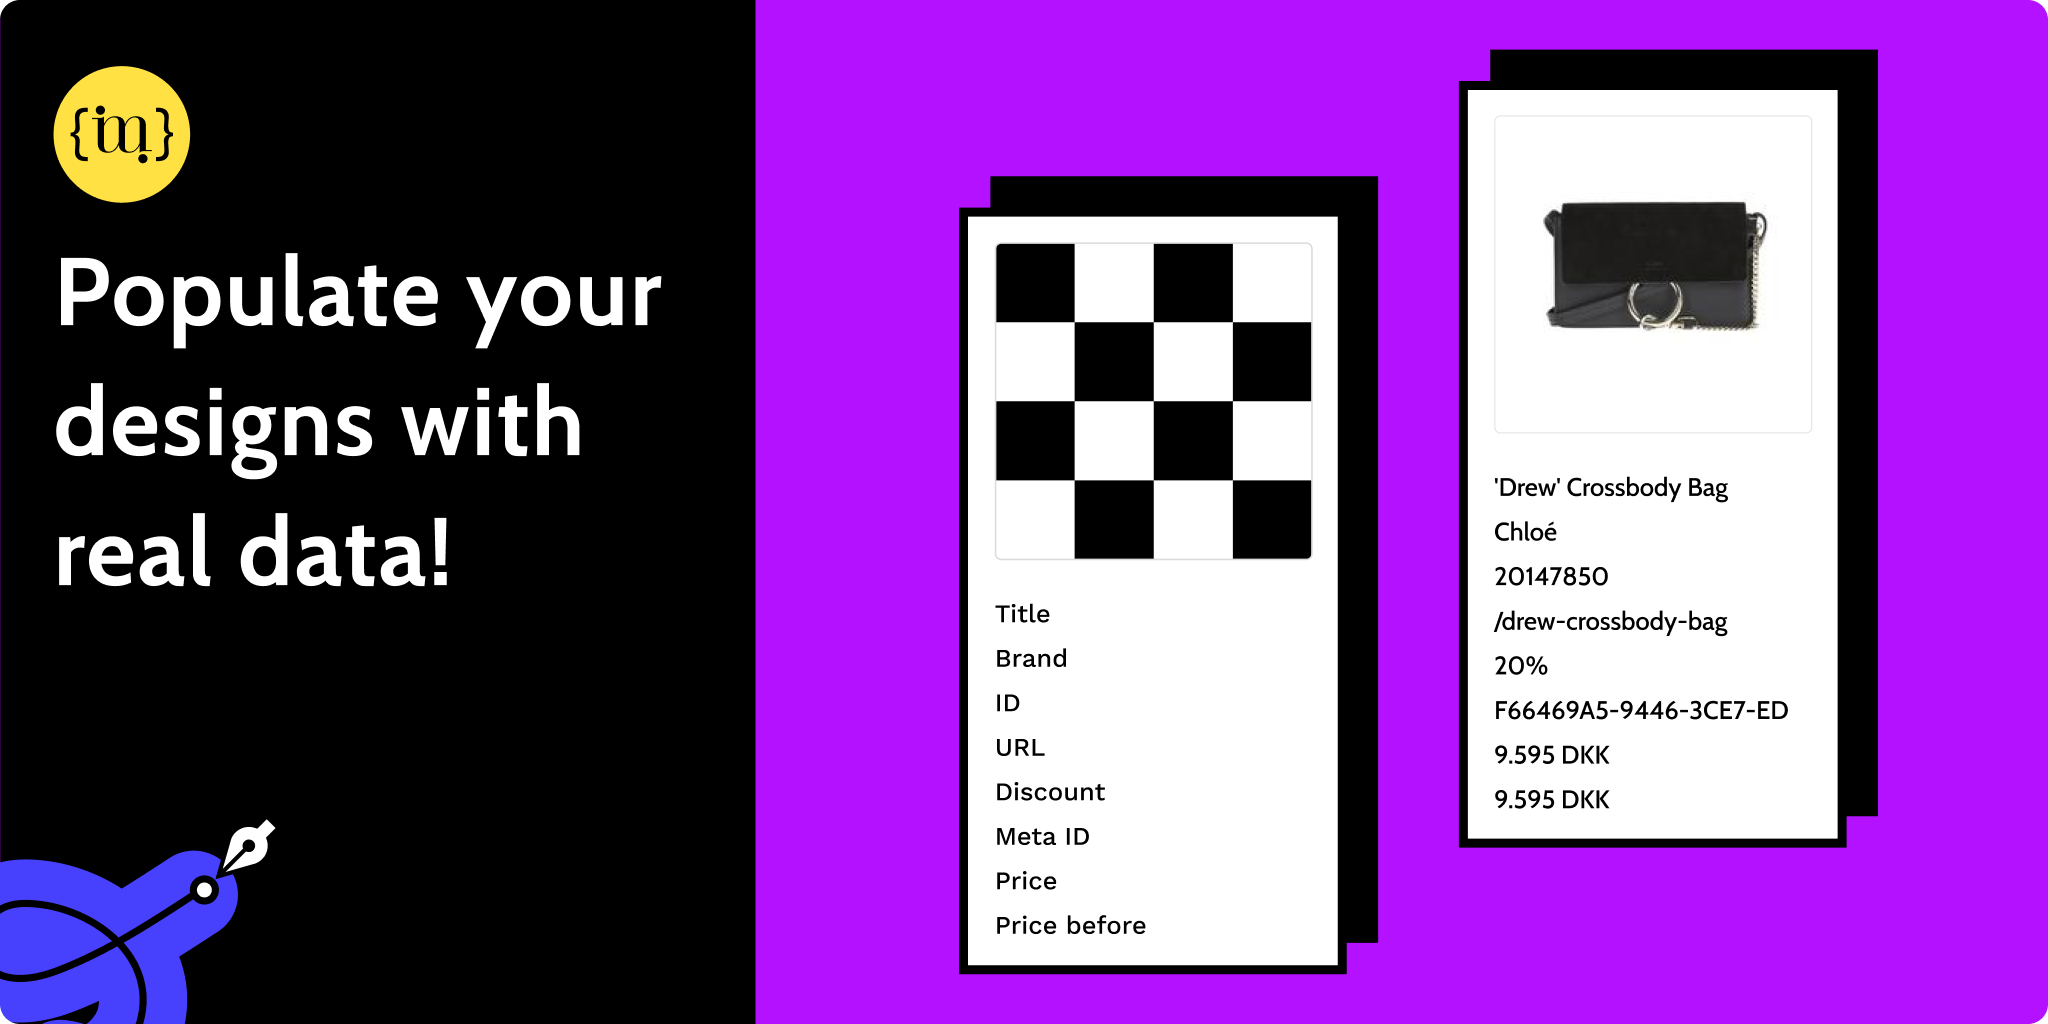 {im}
Populate your
designs with
real data!
Title
Brand
ID
URL
Discount
Meta ID
Price
Price before
'Drew' Crossbody Bag
Chloé
20147850
/drew-crossbody-bag
20%
F66469A5-9446-3CE7-ED
9.595 DKK
9.595 DKK